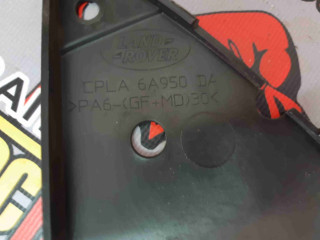 LAND-
ROVER
CPLA 6A950 DA
>PA6-(GF+MD)30<